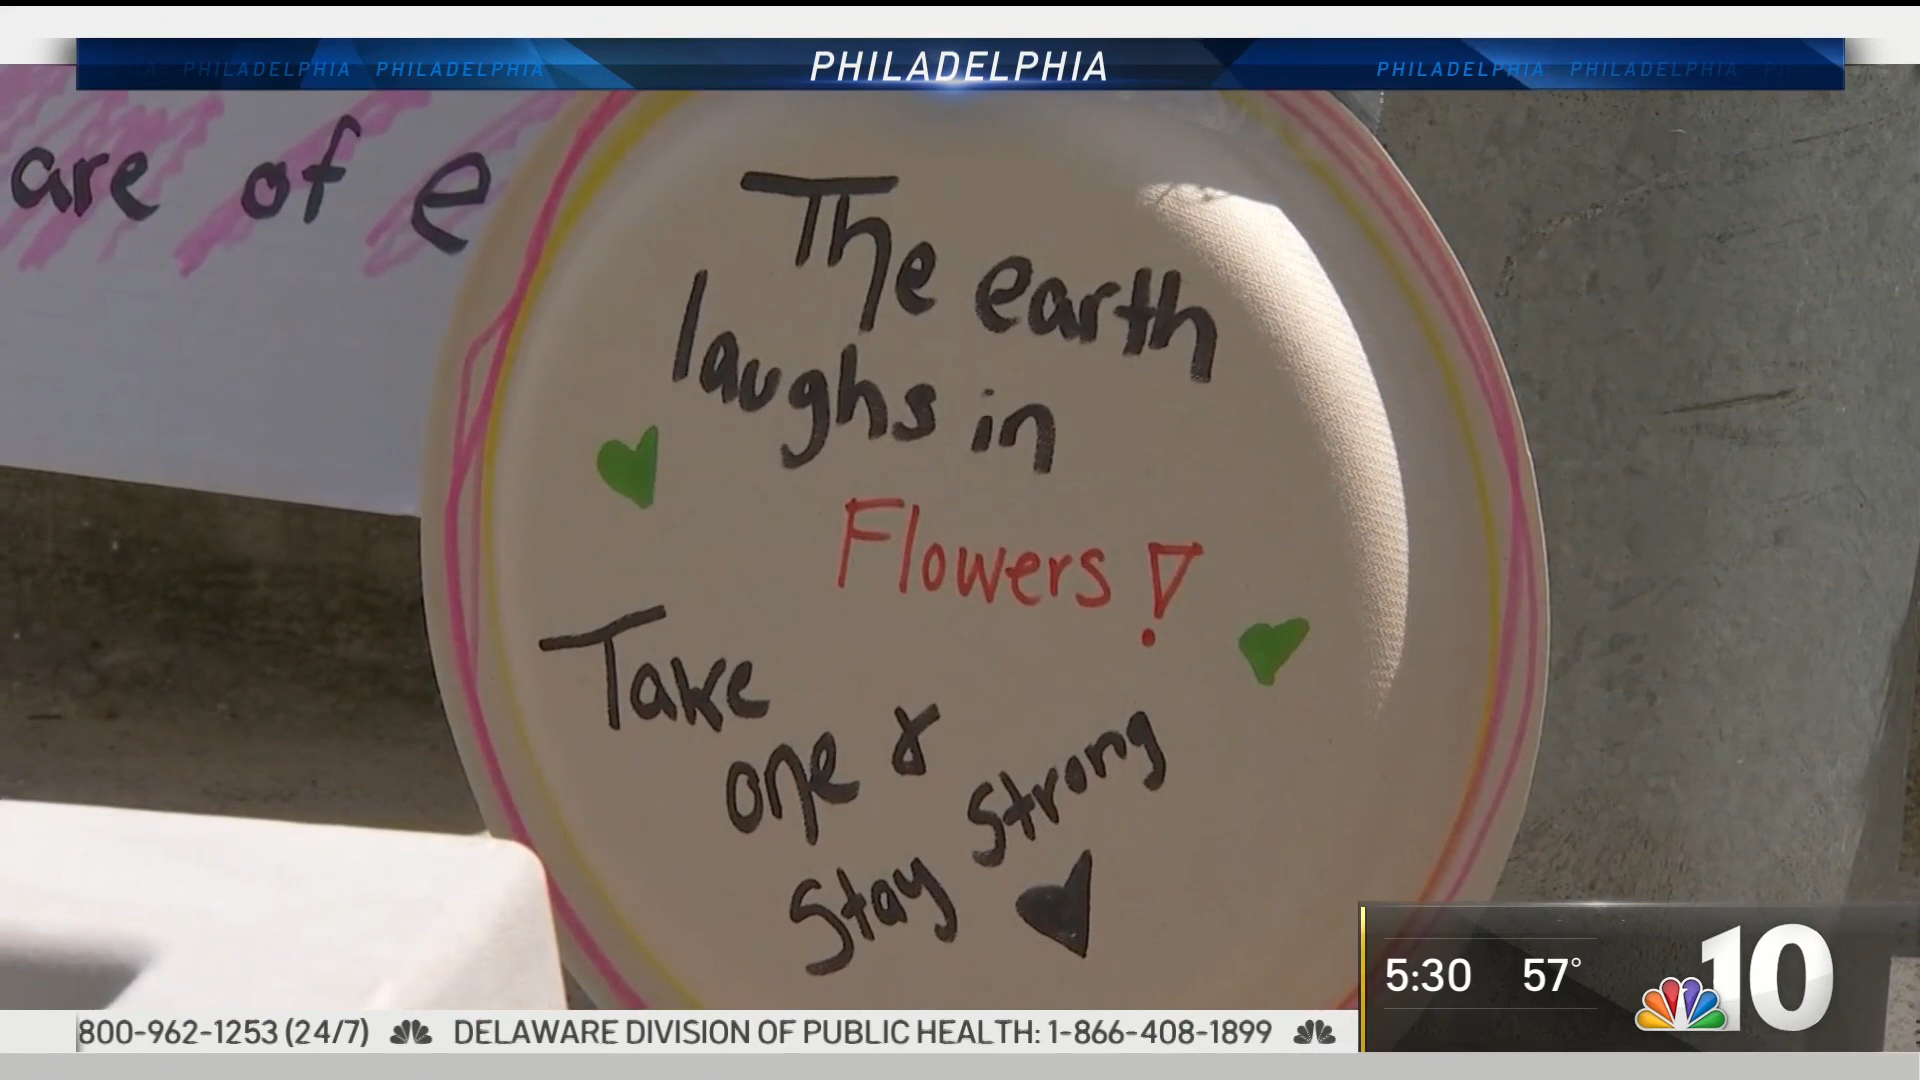 PHILADELPHIA PHILADELPHIA PHILADELPHIA PHILADELPHIA PHILADELPHIA
are of e
The earth
laughs in
Flowers!
Take
one &
Stay Strong
5:30 57° 10
800-962-1253 (24/7) DELAWARE DIVISION OF PUBLIC HEALTH: 1-866-408-1899